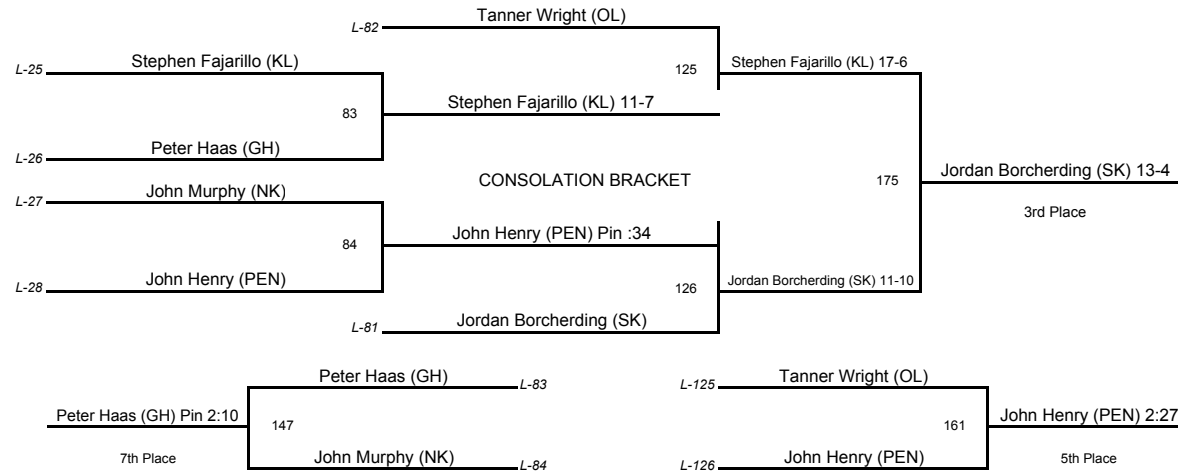 Tanner Wright (OL)
L-82
Stephen Fajarillo (KL)
L-25
125
Stephen Fajarillo (KL) 17-6
83
Stephen Fajarillo (KL) 11-7
Peter Haas (GH)
L-26
CONSOLATION BRACKET
175
Jordan Borcherding (SK) 13-4
3rd Place
John Murphy (NK)
L-27
84
John Henry (PEN) Pin :34
John Henry (PEN)
L-28
126
Jordan Borcherding (SK) 11-10
Jordan Borcherding (SK)
L-81
Peter Haas (GH)
L-83
Peter Haas (GH) Pin 2:10
147
7th Place
John Murphy (NK)
L-84
L-125
Tanner Wright (OL)
161
John Henry (PEN) 2:27
5th Place
L-126
John Henry (PEN)